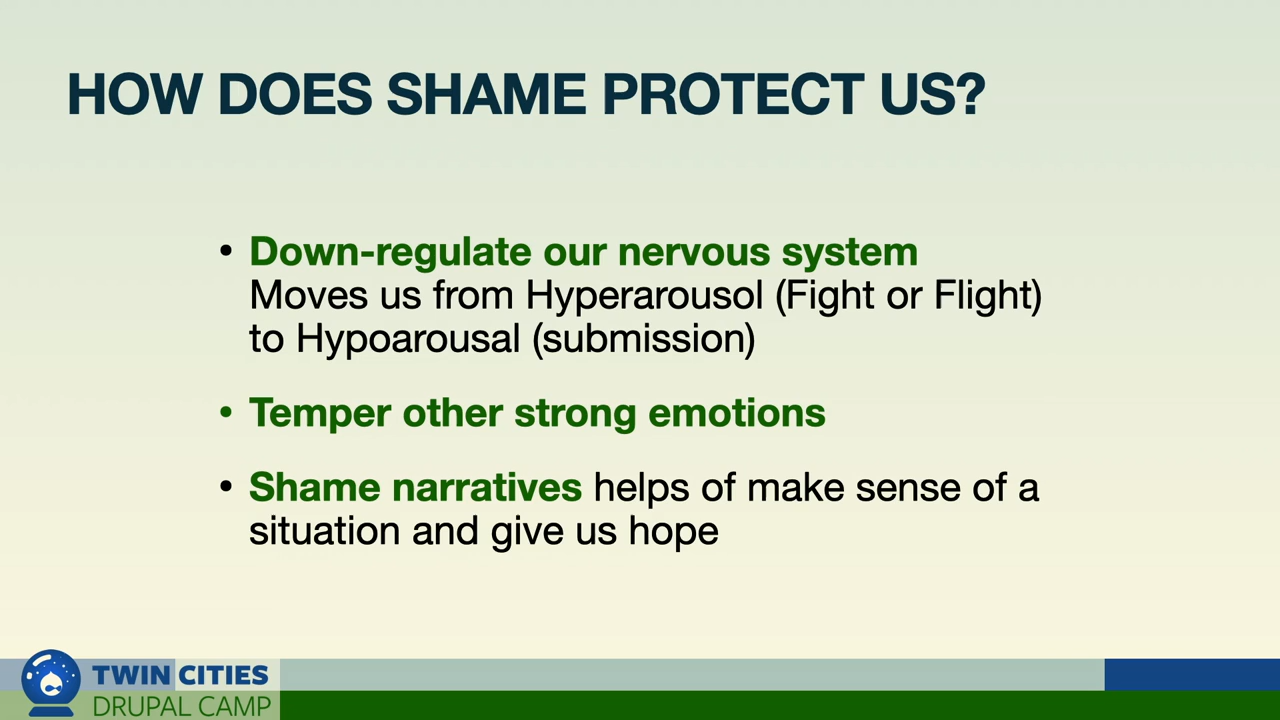 HOW DOES SHAME PROTECT US?
• Down-regulate our nervous system
Moves us from Hyperarousol (Fight or Flight)
to Hypoarousal (submission)
• Temper other strong emotions
• Shame narratives helps of make sense of a
situation and give us hope
TWIN CITIES
DRUPAL CAMP